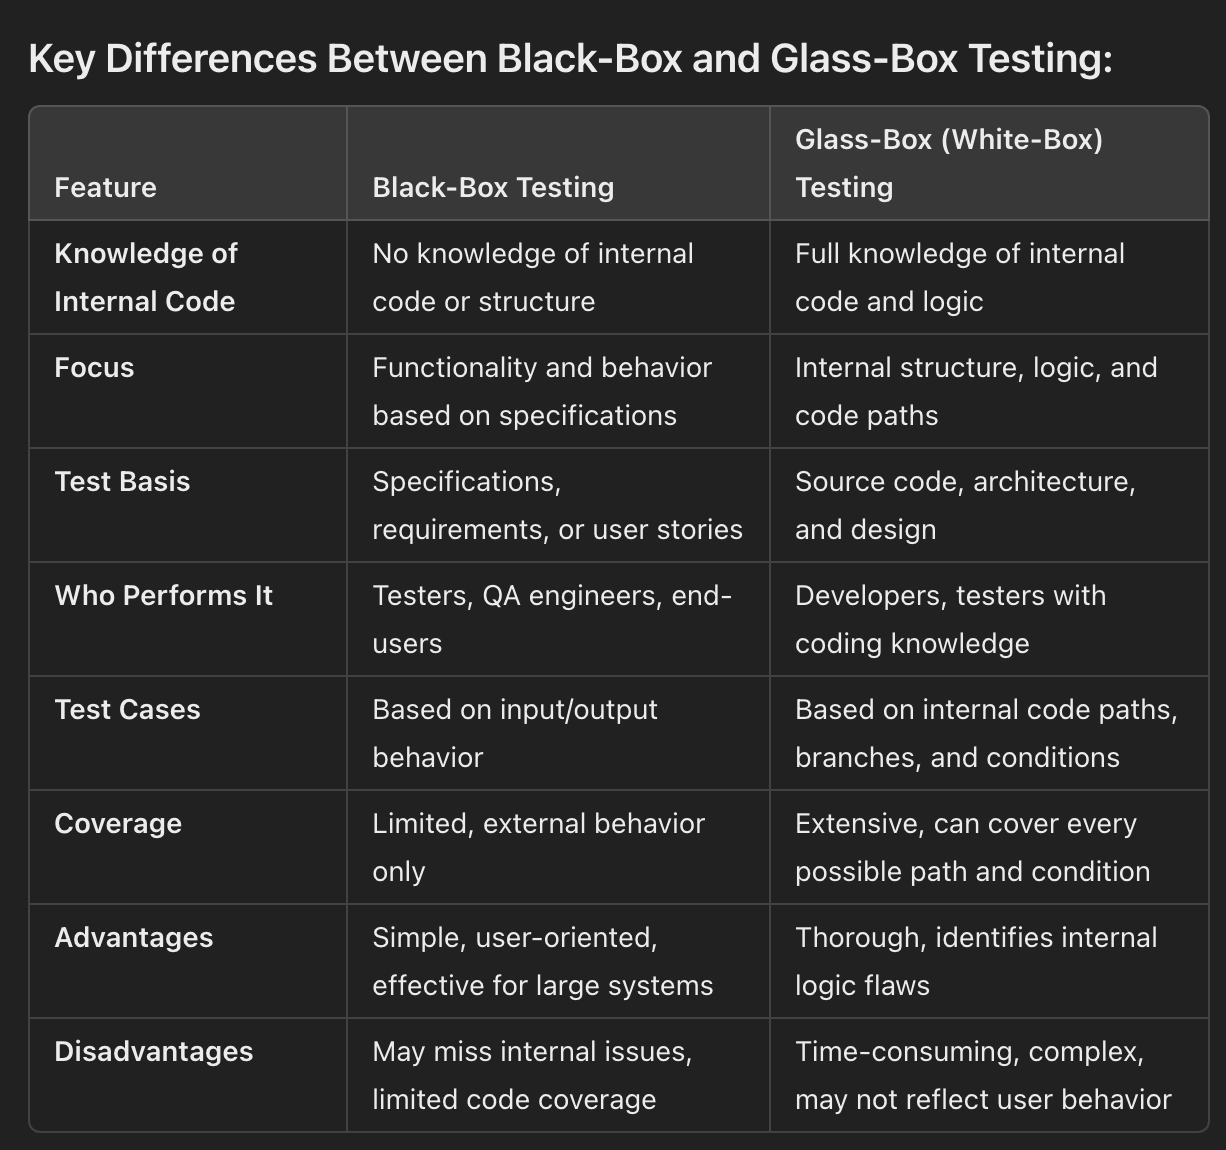 Key Differences Between Black-Box and Glass-Box Testing:
Feature
Black-Box Testing
Glass-Box (White-Box)
Testing
Knowledge of
Internal Code
No knowledge of internal
code or structure
Full knowledge of internal
code and logic
Focus
Functionality and behavior
based on specifications
Internal structure, logic, and
code paths
Test Basis
Specifications,
requirements, or user stories
Source code, architecture,
and design
Who Performs It
Testers, QA engineers, end-
users
Developers, testers with
coding knowledge
Test Cases
Based on input/output
behavior
Based on internal code paths,
branches, and conditions
Coverage
Limited, external behavior
only
Extensive, can cover every
possible path and condition
Advantages
Simple, user-oriented,
effective for large systems
Thorough, identifies internal
logic flaws
Disadvantages
May miss internal issues,
limited code coverage
Time-consuming, complex,
may not reflect user behavior